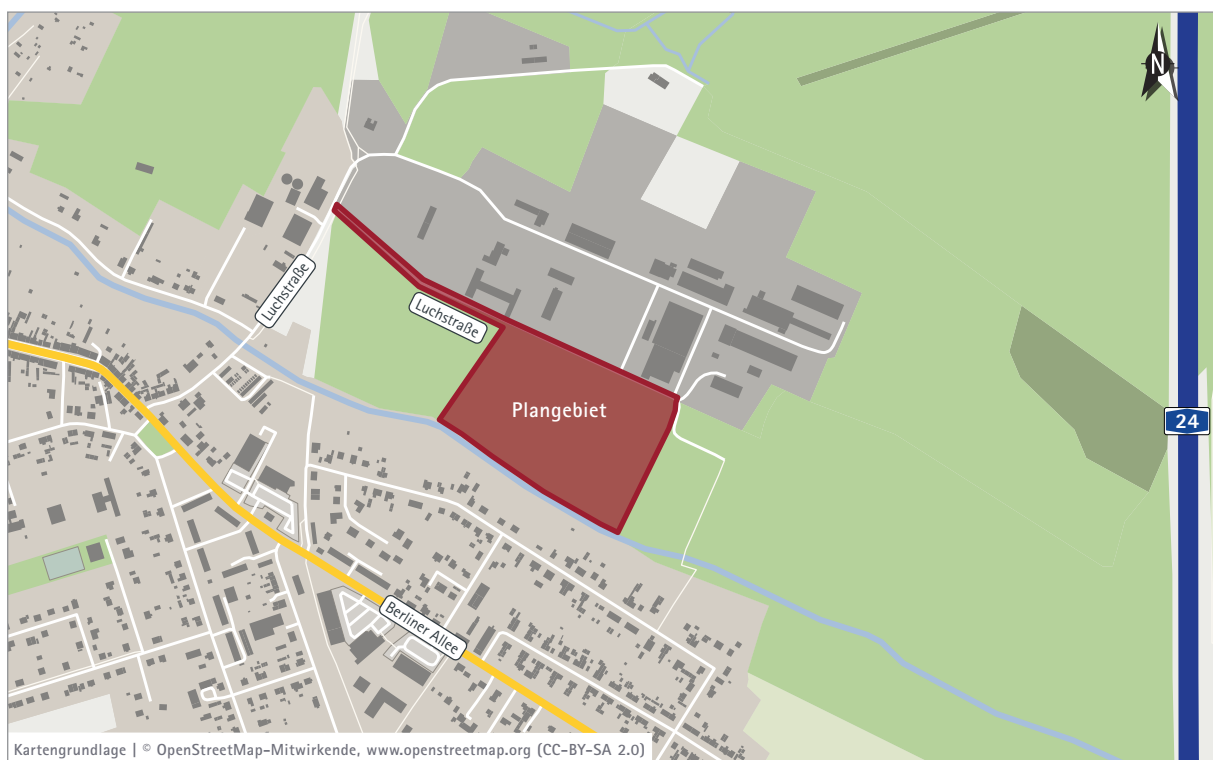 N
Luchstraße
Luchstraße
Plangebiet
24
Berliner Allee
Kartengrundlage | © OpenStreetMap-Mitwirkende, www.openstreetmap.org (CC-BY-SA 2.0)